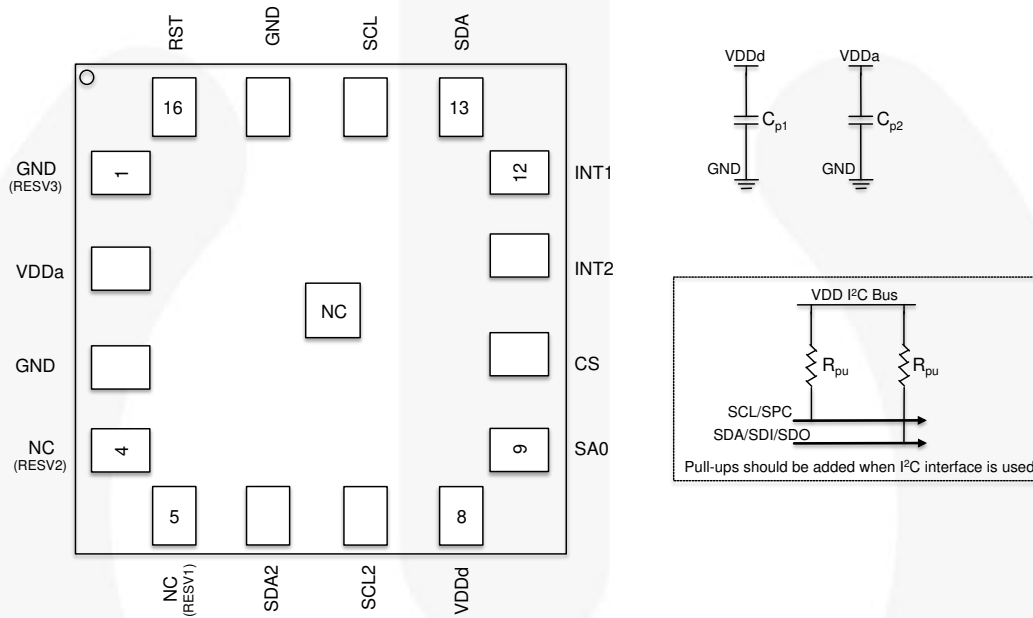 RST
GND
SCL
SDA
16
13
GND
(RESV3)
1
12
INT1
VDDa
INT2
NC
GND
CS
NC
(RESV2)
4
9
SA0
5
8
NC
(RESV1)
SDA2
SCL2
VDDd
VDDd
VDDa
Cp1
Cp2
GND
GND
VDD I²C Bus
Rpu
Rpu
SCL/SPC
SDA/SDI/SDO
Pull-ups should be added when I²C interface is used